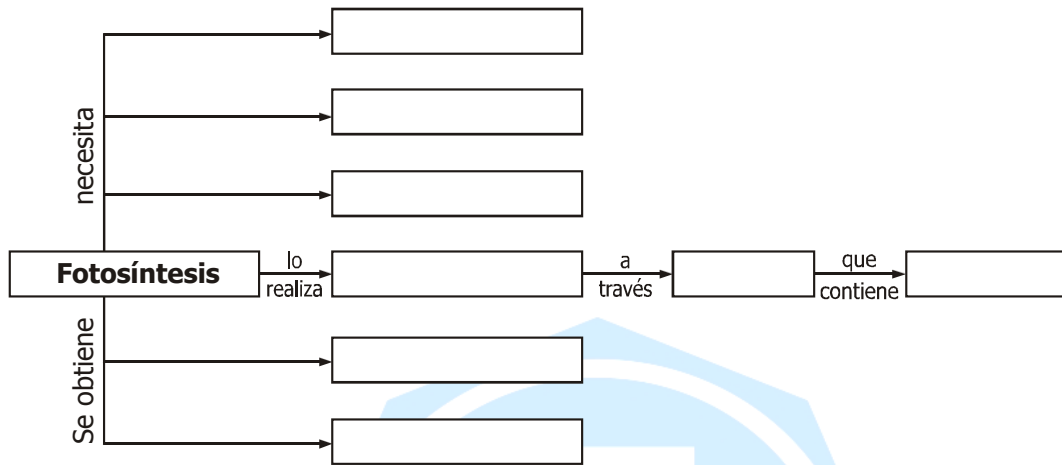 necesita
Fotosíntesis
lo
realiza
a
través
que
contiene
Se obtiene